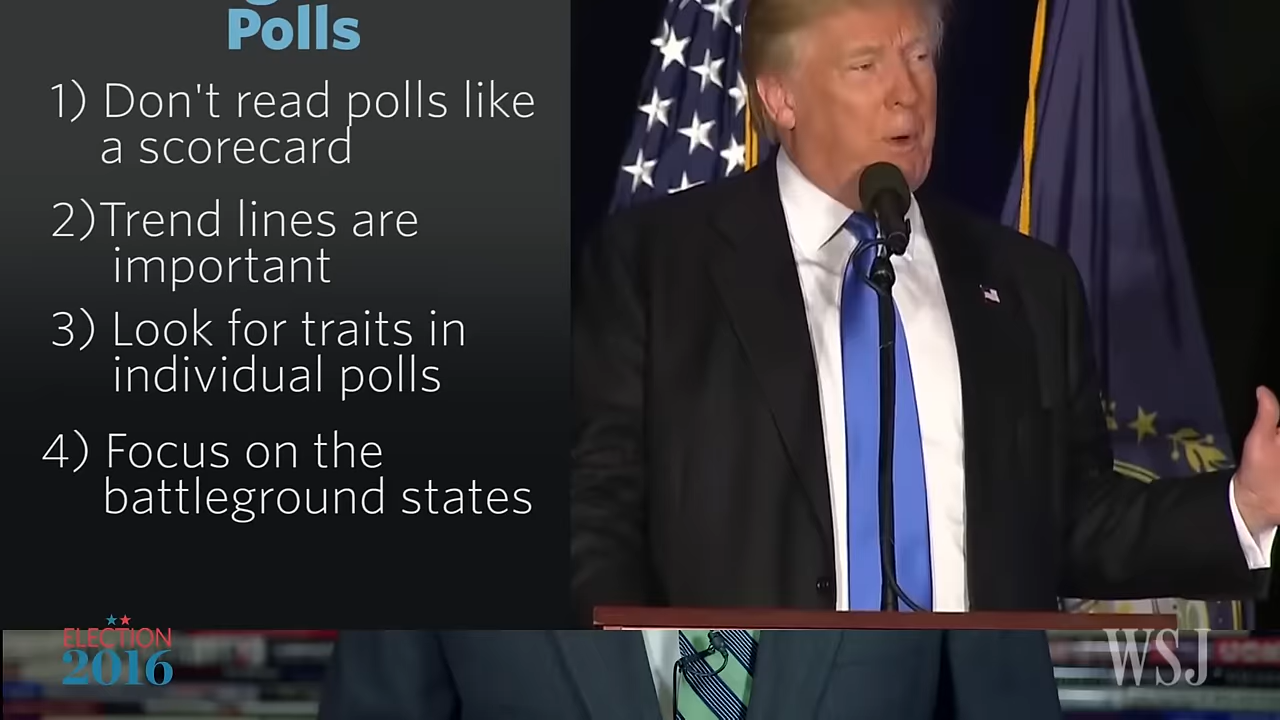 Polls
1) Don't read polls like
a scorecard
2)Trend lines are
important
3) Look for traits in
individual polls
4) Focus on the
battleground states
ELECTION
2016
WSJ